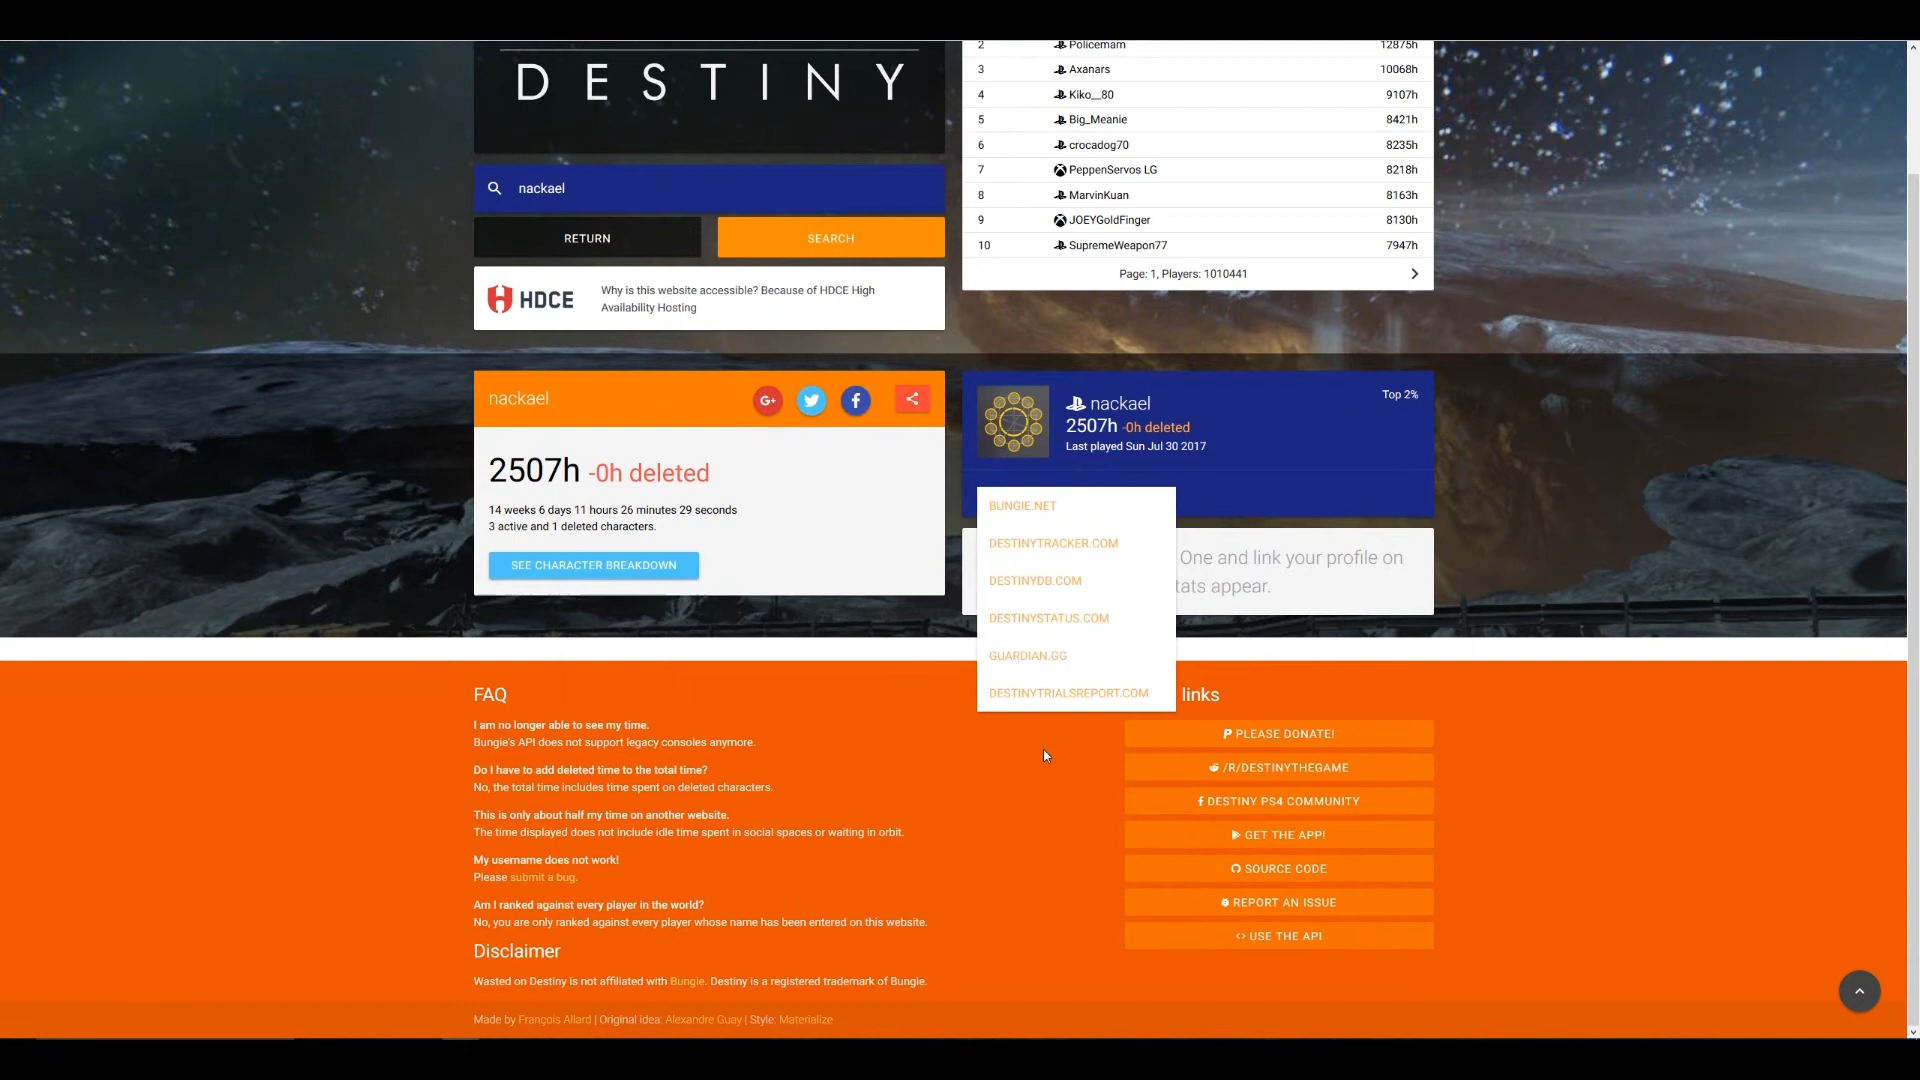 DESTINY
nackael
RETURN
SEARCH
HDCE
Why is this website accessible? Because of HDCE High
Availability Hosting
2 Policemam 12875h
3 Axanars 10068h
4 Kiko__80 9107h
5 Big_Meanie 8421h
6 crocadog70 8235h
7 PeppenServos LG 8218h
8 MarvinKuan 8163h
9 JOEYGoldFinger 8130h
10 SupremeWeapon77 7947h
Page: 1, Players: 1010441
nackael
G+
2507h -0h deleted
14 weeks 6 days 11 hours 26 minutes 29 seconds
3 active and 1 deleted characters.
SEE CHARACTER BREAKDOWN
nackael
Top 2%
2507h -0h deleted
Last played Sun Jul 30 2017
BUNGIE.NET
DESTINYTRACKER.COM
DESTINYDB.COM
DESTINYSTATUS.COM
GUARDIAN.GG
DESTINYTRIALSREPORT.COM
One and link your profile on
tats appear.
FAQ
I am no longer able to see my time.
Bungie's API does not support legacy consoles anymore.
Do I have to add deleted time to the total time?
No, the total time includes time spent on deleted characters.
This is only about half my time on another website.
The time displayed does not include idle time spent in social spaces or waiting in orbit.
My username does not work!
Please submit a bug.
Am I ranked against every player in the world?
No, you are only ranked against every player whose name has been entered on this website.
Disclaimer
Wasted on Destiny is not affiliated with Bungie. Destiny is a registered trademark of Bungie.
Made by François Allard | Original idea: Alexandre Guay | Style: Materialize
links
PLEASE DONATE!
/R/DESTINYTHEGAME
DESTINY PS4 COMMUNITY
GET THE APP!
SOURCE CODE
REPORT AN ISSUE
<> USE THE API